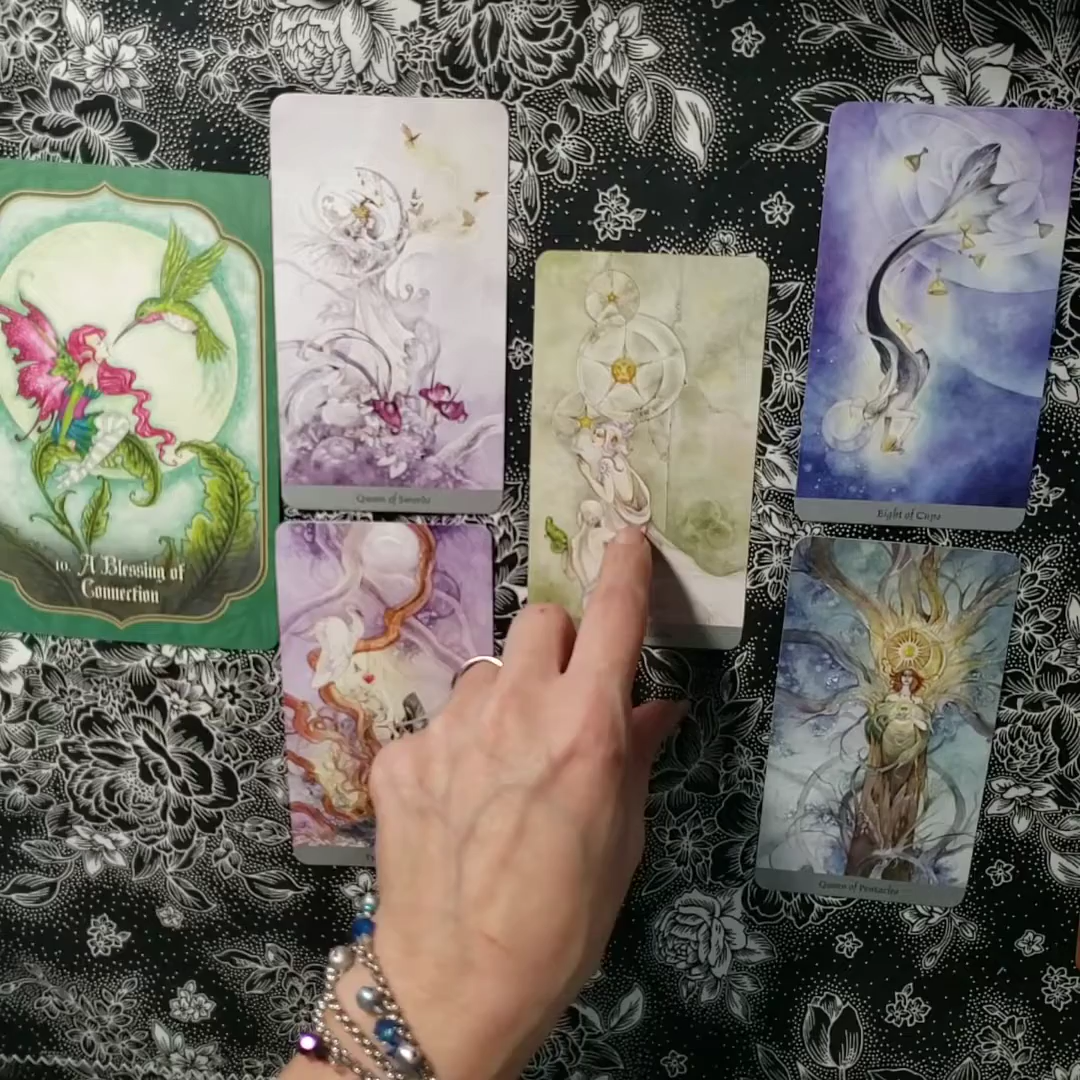 10. A Blessing of
Connection
Queen of Swords
Eight of Cups
Queen of Pentacles